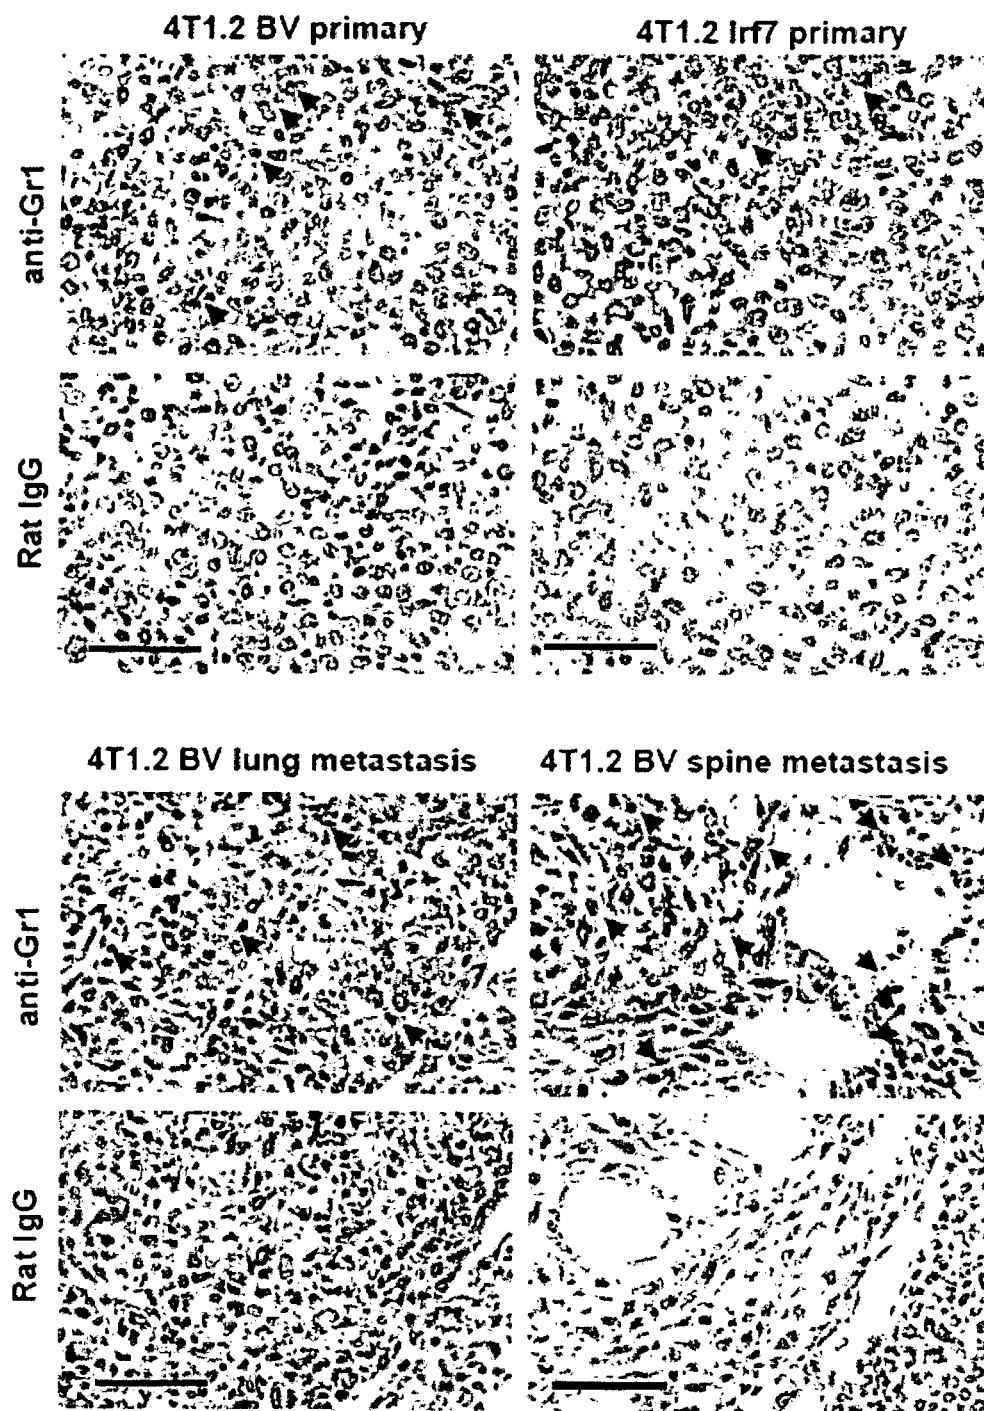 4T1.2 BV primary
4T1.2 Irf7 primary
anti-Gr1
Rat IgG
4T1.2 BV lung metastasis
4T1.2 BV spine metastasis
anti-Gr1
Rat IgG